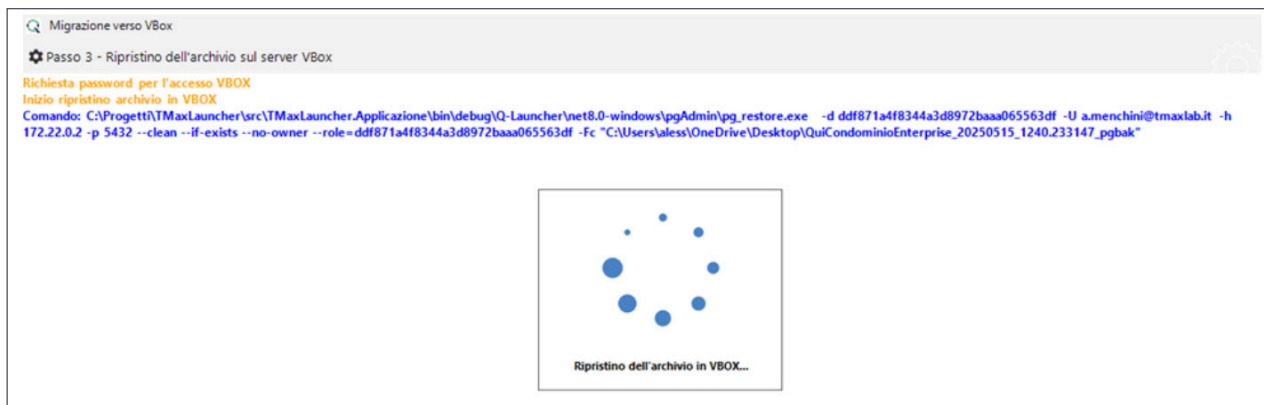 Migrazione verso VBox
Passo 3 - Ripristino dell'archivio sul server VBox
Richiesta password per l'accesso VBOX
Inizio ripristino archivio in VBOX
Comando: C:\Progetti\TMaxLauncher\src\TMaxLauncher.Applicazione\bin\debug\Q-Launcher\net8.0-windows\pgAdmin\pg_restore.exe -d ddf871a4f8344a3d8972baaa065563df -U a.menchini@tmaxlab.it -h
172.22.0.2 -p 5432 --clean --if-exists --no-owner --role=ddf871a4f8344a3d8972baaa065563df -Fc "C:\Users\aless\OneDrive\Desktop\QuiCondominioEnterprise_20250515_1240.233147_pgbak"
Ripristino dell'archivio in VBOX...